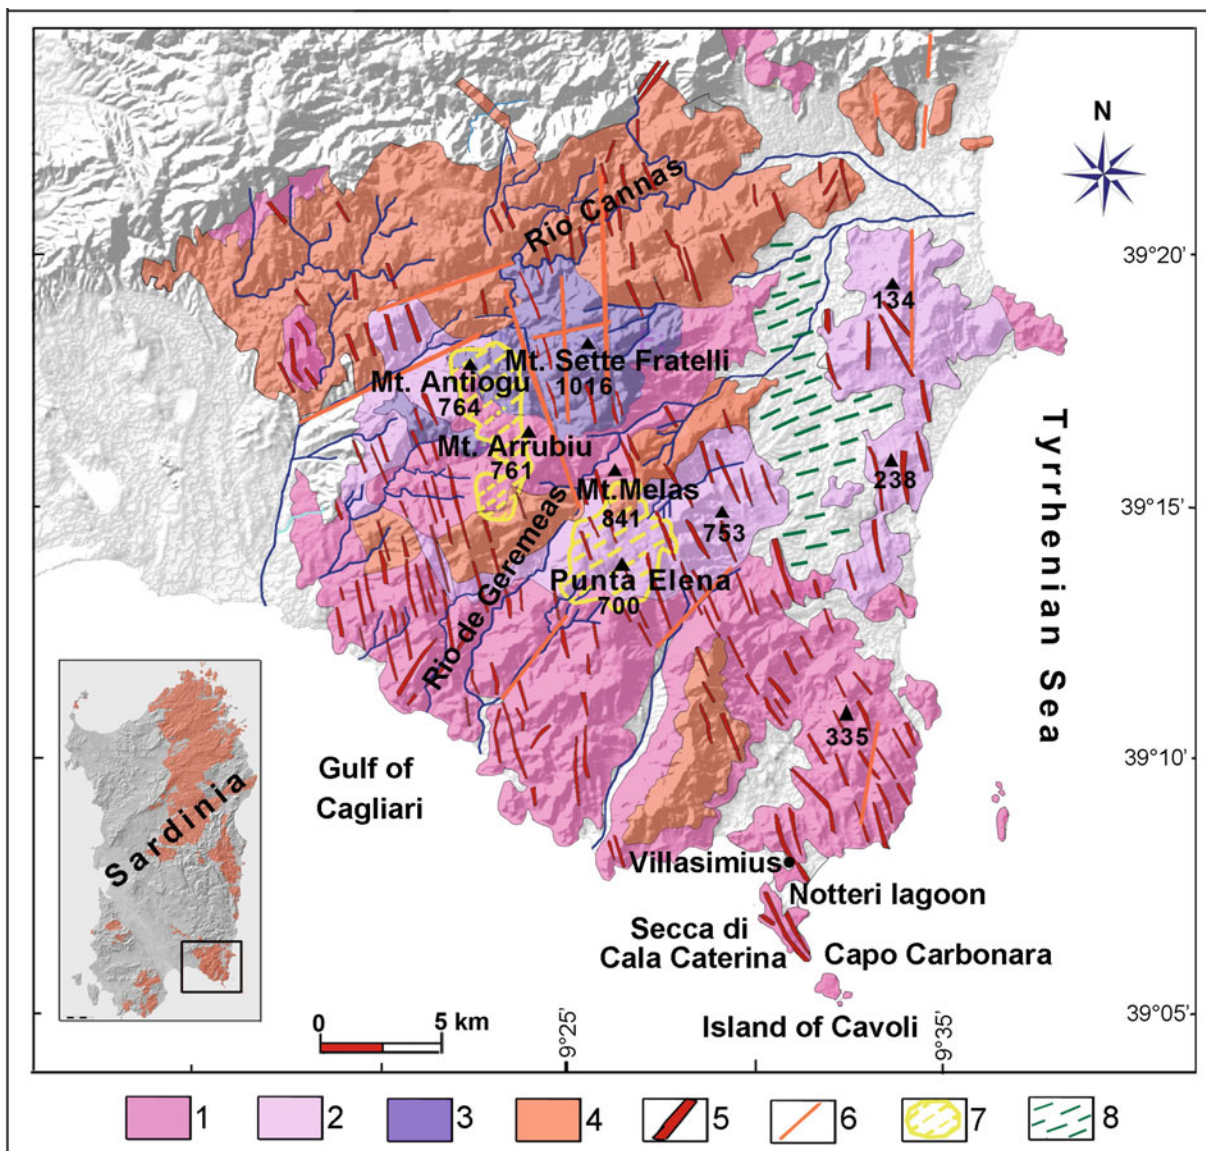 N
Rio Cannas
39°20'
134
Mt. Sette Fratelli
1016
Mt. Antiogu
764
Mt. Arrubiu
761
238
Mt.Melas
841
39°15'
753
Punta Elena
700
Rio de Geremeas
Tyrrhenian Sea
335
39°10'
Gulf of
Cagliari
Sardinia
Villasimius
Notteri lagoon
Secca di
Cala Caterina
Capo Carbonara
Island of Cavoli
39°05'
0 5 km
9°25'
9°35'
1 2 3 4 5 6 7 8